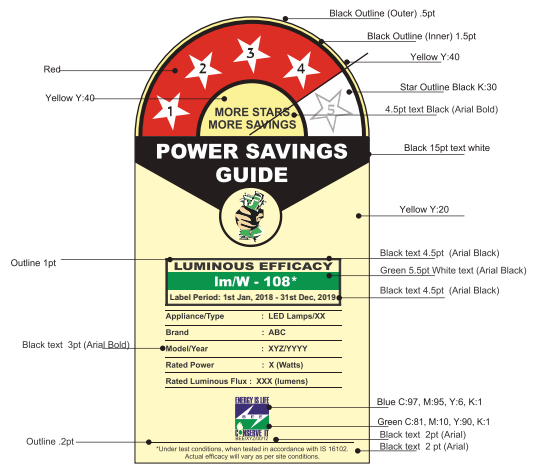 Black Outline (Outer) .5pt
Black Outline (Inner) 1.5pt
Yellow Y:40
Red
Star Outline Black K:30
Yellow Y:40
4.5pt text Black (Arial Bold)
1
2
3
4
5
MORE STARS
MORE SAVINGS
POWER SAVINGS
GUIDE
Black 15pt text white
Yellow Y:20
Outline 1pt
Black text 4.5pt (Arial Black)
Green 5.5pt White text (Arial Black)
Black text 4.5pt (Arial Black)
LUMINOUS EFFICACY
lm/W - 108*
Label Period: 1st Jan, 2018 - 31st Dec, 2019
Appliance/Type : LED Lamps/XX
Brand : ABC
Black text 3pt (Arial Bold)
Model/Year : XYZ/YYYY
Rated Power : X (Watts)
Rated Luminous Flux : XXX (lumens)
ENERGY IS LIFE
BEE
CONSERVE IT
Blue C:97, M:95, Y:6, K:1
Green C:81, M:10, Y:90, K:1
Black text 2pt (Arial)
Black text 2 pt (Arial)
Outline .2pt
*Under test conditions, when tested in accordance with IS 16102.
Actual efficacy will vary as per site conditions.